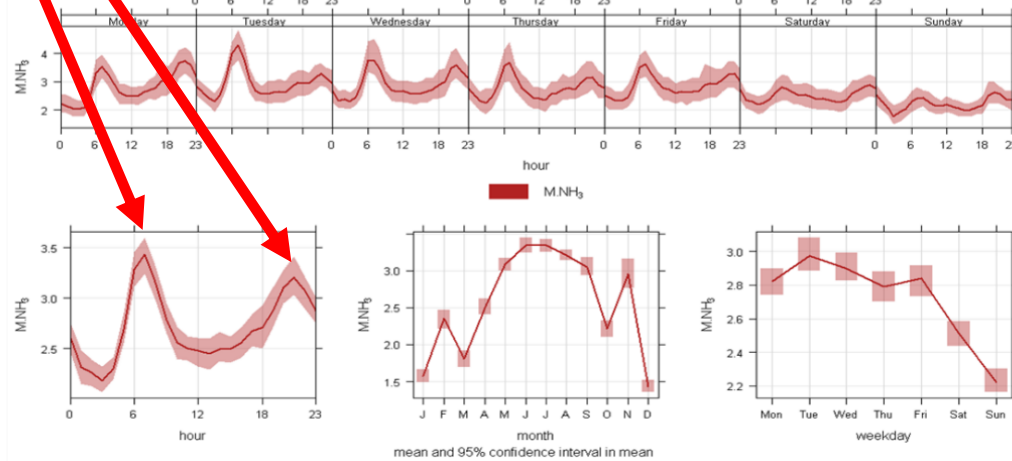 0 6 12 18 23 6 12 18 23 6 12 18 23
Monday Tuesday Wednesday Thursday Friday Saturday Sunday
M.NH₃
4
3
2
0 6 12 18 23 6 12 18 23 6 12 18 23 6 12 18 23 6 12 18 23 0 6 12 18 23 0 6 12 18
hour
M.NH₃
M.NH₃
3.5
3.0
2.5
0 6 12 18 23
hour
M.NH₃
3.0
2.5
2.0
1.5
J F M A M J J A S O N D
month
mean and 95% confidence interval in mean
M.NH₃
3.0
2.8
2.6
2.4
2.2
Mon Tue Wed Thu Fri Sat Sun
weekday